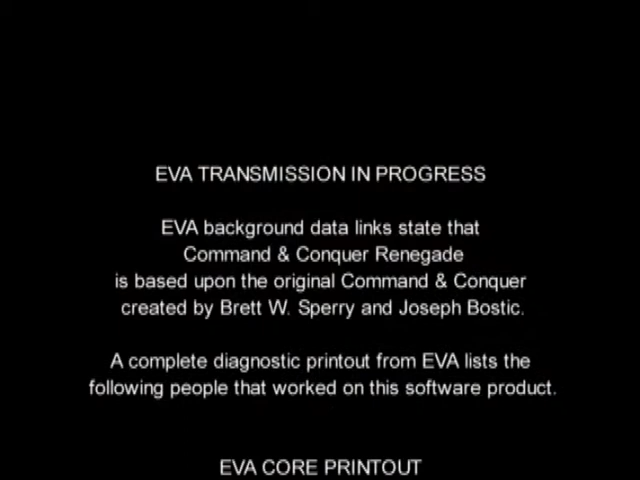 EVA TRANSMISSION IN PROGRESS
EVA background data links state that
Command & Conquer Renegade
is based upon the original Command & Conquer
created by Brett W. Sperry and Joseph Bostic.
A complete diagnostic printout from EVA lists the
following people that worked on this software product.
EVA CORE PRINTOUT